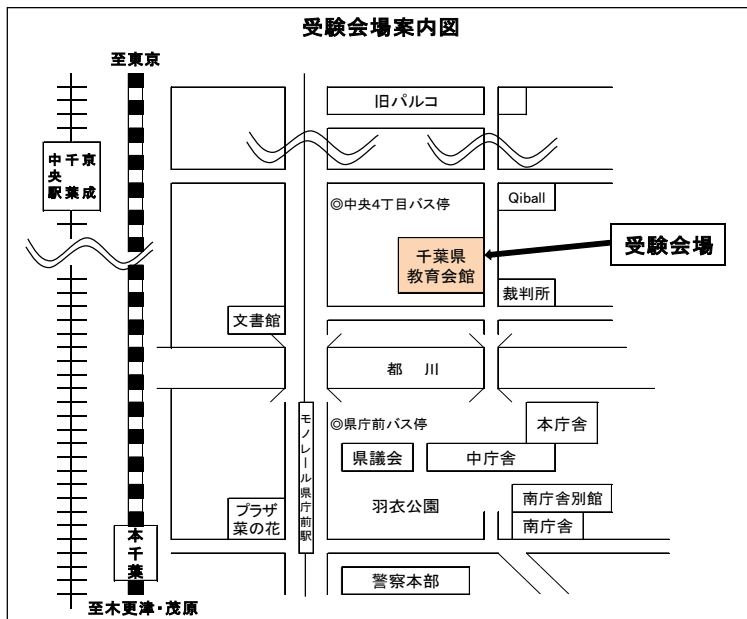 受験会場案内図
至東京
旧パルコ
京成
千葉
中央駅
◎中央4丁目バス停
Qiball
千葉県
教育会館
受験会場
裁判所
文書館
都 川
モノレール県庁前駅
◎県庁前バス停
本庁舎
県議会
中庁舎
プラザ
菜の花
羽衣公園
南庁舎別館
南庁舎
本千葉
警察本部
至木更津・茂原